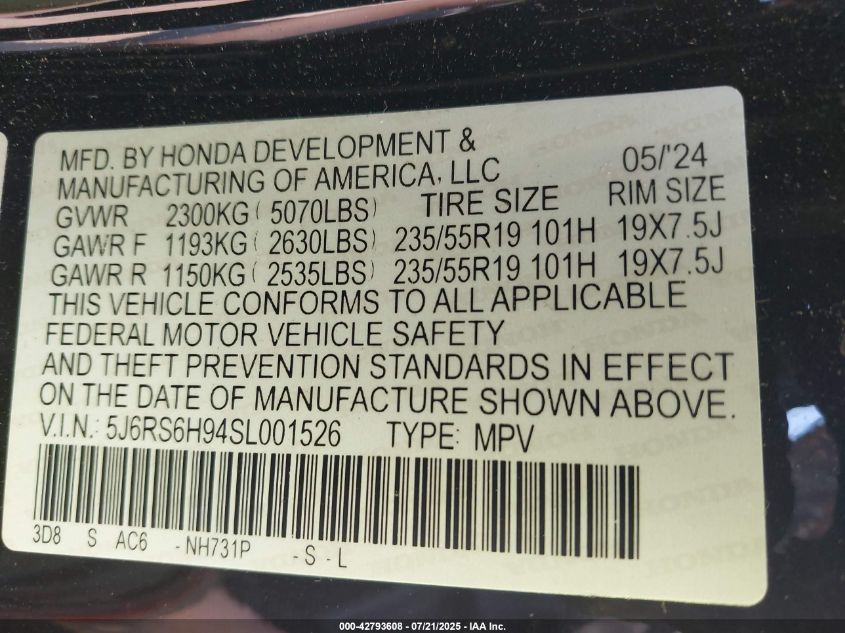 MFD. BY HONDA DEVELOPMENT &
MANUFACTURING OF AMERICA, LLC 05/'24
GVWR 2300KG ( 5070LBS) TIRE SIZE RIM SIZE
GAWR F 1193KG ( 2630LBS) 235/55R19 101H 19X7.5J
GAWR R 1150KG ( 2535LBS) 235/55R19 101H 19X7.5J
THIS VEHICLE CONFORMS TO ALL APPLICABLE
FEDERAL MOTOR VEHICLE SAFETY
AND THEFT PREVENTION STANDARDS IN EFFECT
ON THE DATE OF MANUFACTURE SHOWN ABOVE.
V.I.N.: 5J6RS6H94SL001526 TYPE: MPV
3D8 S AC6 -NH731P -S-L
000-42793608 - 07/21/2025 - IAA Inc.